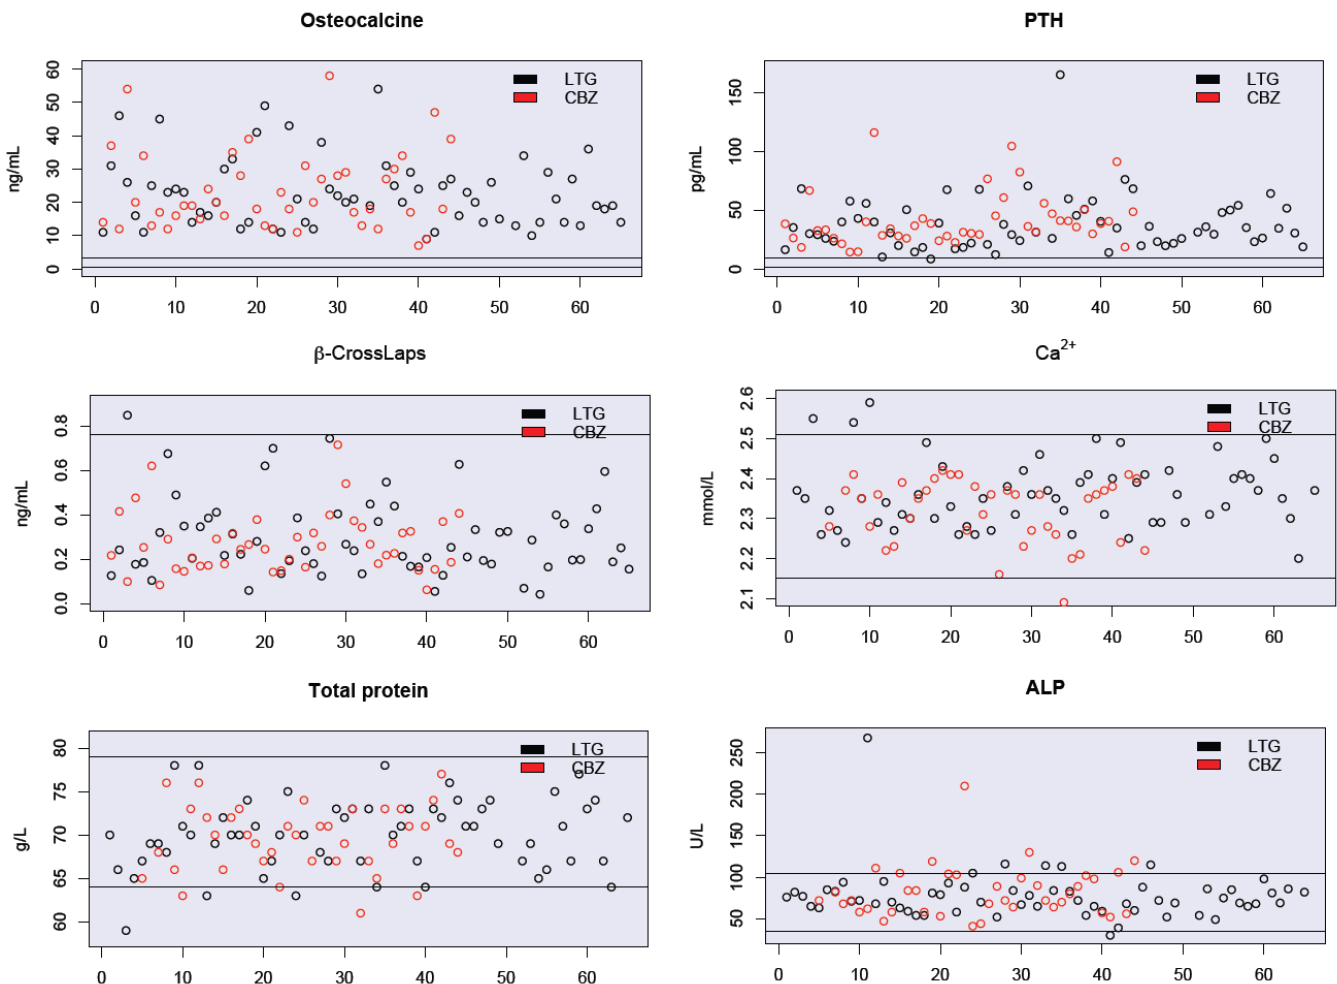 Osteocalcine
ng/mL
60
50
40
30
20
10
0
LTG
CBZ
0 10 20 30 40 50 60
PTH
pg/mL
150
100
50
0
LTG
CBZ
0 10 20 30 40 50 60
β-CrossLaps
ng/mL
0.8
0.6
0.4
0.2
0.0
LTG
CBZ
0 10 20 30 40 50 60
Ca2+
mmol/L
2.6
2.5
2.4
2.3
2.2
2.1
LTG
CBZ
0 10 20 30 40 50 60
Total protein
g/L
80
75
70
65
60
LTG
CBZ
0 10 20 30 40 50 60
ALP
U/L
250
200
150
100
50
LTG
CBZ
0 10 20 30 40 50 60